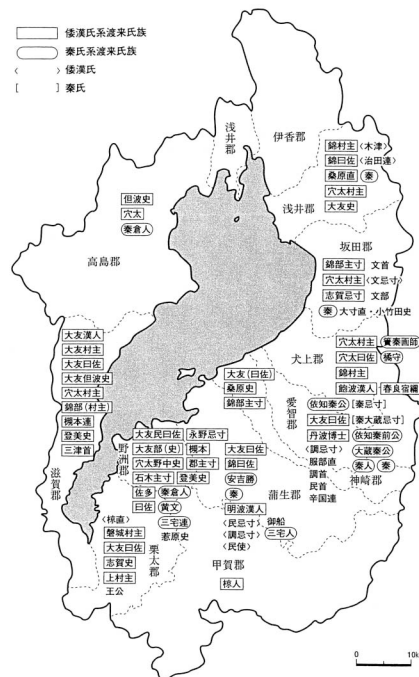 倭漢氏系渡来氏族
秦氏系渡来氏族
〈 〉倭漢氏
[ ]秦氏
浅井郡
伊香郡
錦村主〈木津〉
錦曰佐〈治田連〉
桑原直 秦
穴太村主
大友史
浅井郡
但波史
穴太
秦倉人
高島郡
坂田郡
錦部主寸 文首
穴太村主〈文忌寸〉
志賀忌寸 文部
秦 大寸直・小竹田史
犬上郡
穴太村主 簀秦画師
穴太曰佐 橘守
錦村主
飽波漢人 春良宿禰
大友漢人
大友村主
大友曰佐
大友但波史
穴太村主
錦部(村主)
槻本連
登美史
三津首
滋賀郡
大友(曰佐)
桑原史
錦部主寸
愛智郡
依知秦公[秦忌寸]
大友曰佐[秦大蔵忌寸]
丹波博士 依知秦前公
〈調忌寸〉大蔵秦公
服部直 秦人 秦
調首
民首
辛国連
神崎郡
野洲郡
大友民曰佐 永野忌寸
大友部(史) 槻本
穴太野中史 郡主寸
石木主寸 登美史
佐多 秦倉人
曰佐 黄文
三宅連
惹原史
大友曰佐
錦曰佐
安吉勝
秦
明波漢人
〈民忌寸〉御船
〈調忌寸〉三宅人
〈民使〉
蒲生郡
〈椋直〉
磐城村主
大友曰佐
志賀史
上村主
王公
栗太郡
甲賀郡
椋人
0 10k